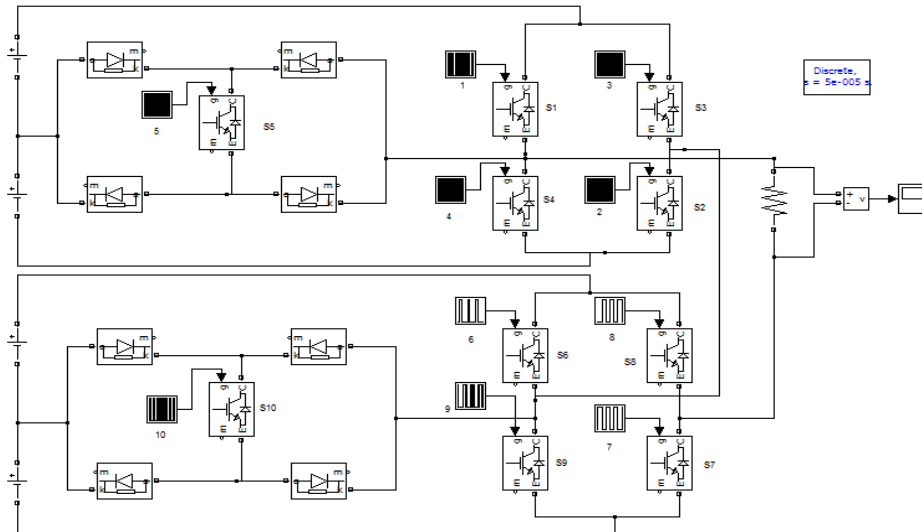 m
m
g
C
m
E
1
S1
g
C
m
E
3
S3
Discrete,
s = 5e-005 s.
a
k
k
a
5
g
C
m
E
S5
m
m
k
a
a
k
4
g
C
m
E
S4
2
g
C
m
E
S2
+
-
v
m
m
a
k
k
a
6
g
C
m
E
S6
8
g
C
m
E
S8
10
g
C
m
E
S10
9
g
C
m
E
S9
7
g
C
m
E
S7
m
m
k
a
a
k